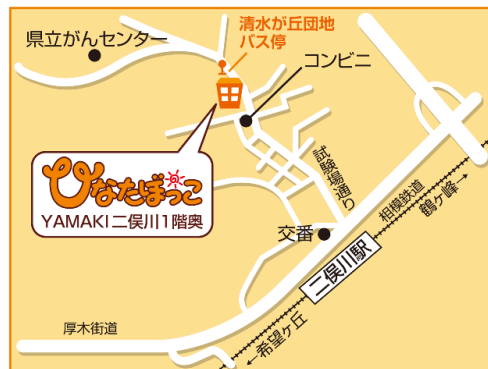 県立がんセンター
清水が丘団地
バス停
コンビニ
ひなたぼっこ
YAMAKI二俣川1階奥
試験場通り
相模鉄道
鶴ヶ峰→
交番
二俣川駅
厚木街道
←希望ヶ丘